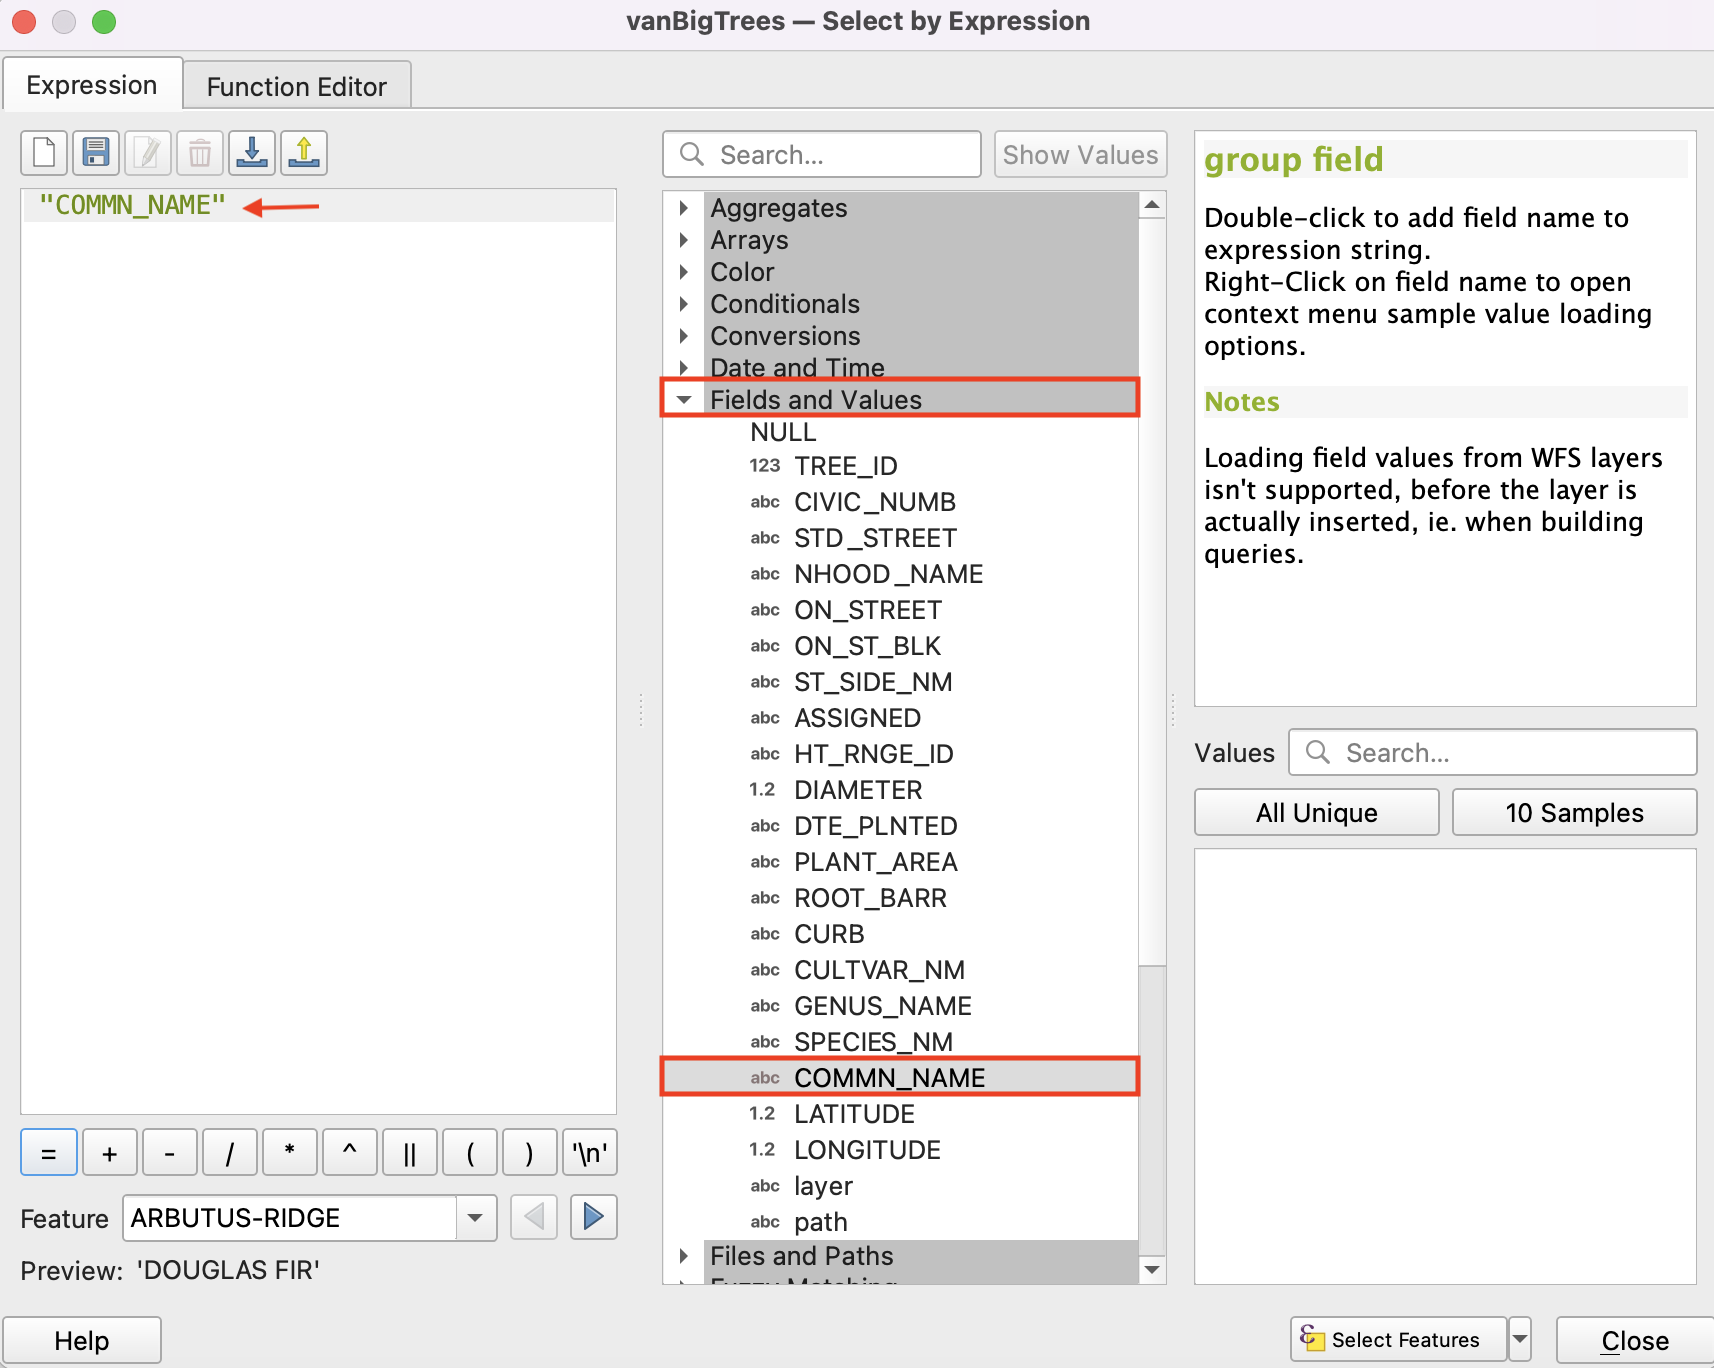 vanBigTrees — Select by Expression
Expression
Function Editor
"COMMN_NAME"
= + - / * ^ || ( ) '\n'
Feature ARBUTUS-RIDGE
Preview: 'DOUGLAS FIR'
Help
Search...
Show Values
Aggregates
Arrays
Color
Conditionals
Conversions
Date and Time
Fields and Values
NULL
123 TREE_ID
abc CIVIC_NUMB
abc STD_STREET
abc NHOOD_NAME
abc ON_STREET
abc ON_ST_BLK
abc ST_SIDE_NM
abc ASSIGNED
abc HT_RNGE_ID
1.2 DIAMETER
abc DTE_PLNTED
abc PLANT_AREA
abc ROOT_BARR
abc CURB
abc CULTVAR_NM
abc GENUS_NAME
abc SPECIES_NM
abc COMMN_NAME
1.2 LATITUDE
1.2 LONGITUDE
abc layer
abc path
Files and Paths
Fuzzy Matching
group field
Double-click to add field name to
expression string.
Right-Click on field name to open
context menu sample value loading
options.
Notes
Loading field values from WFS layers
isn't supported, before the layer is
actually inserted, ie. when building
queries.
Values Search...
All Unique
10 Samples
Select Features
Close